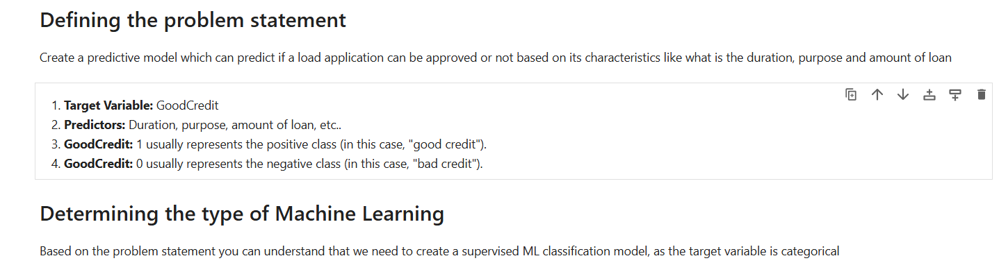 Defining the problem statement
Create a predictive model which can predict if a load application can be approved or not based on its characteristics like what is the duration, purpose and amount of loan
1. Target Variable: GoodCredit
2. Predictors: Duration, purpose, amount of loan, etc..
3. GoodCredit: 1 usually represents the positive class (in this case, "good credit").
4. GoodCredit: 0 usually represents the negative class (in this case, "bad credit").
Determining the type of Machine Learning
Based on the problem statement you can understand that we need to create a supervised ML classification model, as the target variable is categorical